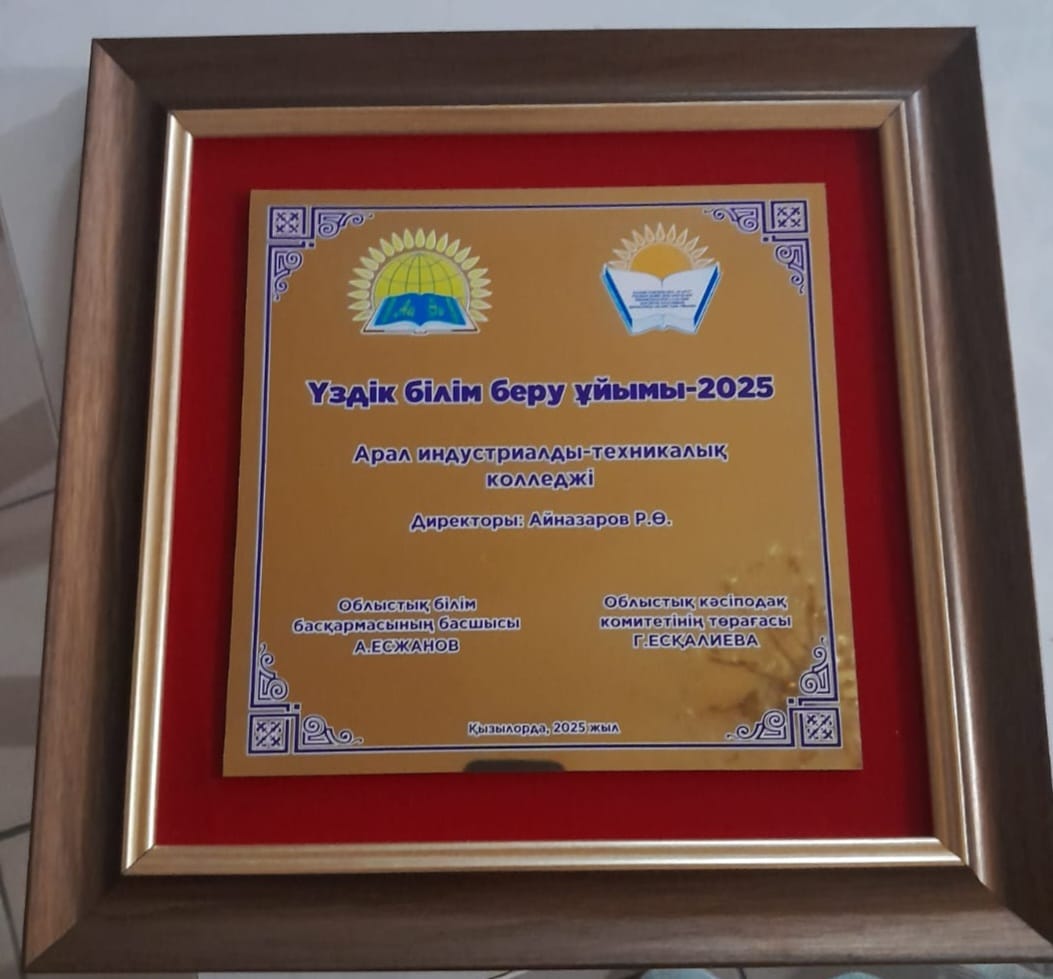 Үздік білім беру ұйымы-2025
Арал индустриалды-техникалық
колледжі
Директоры: Айназаров Р.Ө.
Облыстық білім
басқармасының басшысы
А.ЕСЖАНОВ
Облыстық кәсіподақ
комитетінің төрағасы
Г.ЕСҚАЛИЕВА
Қызылорда, 2025 жыл